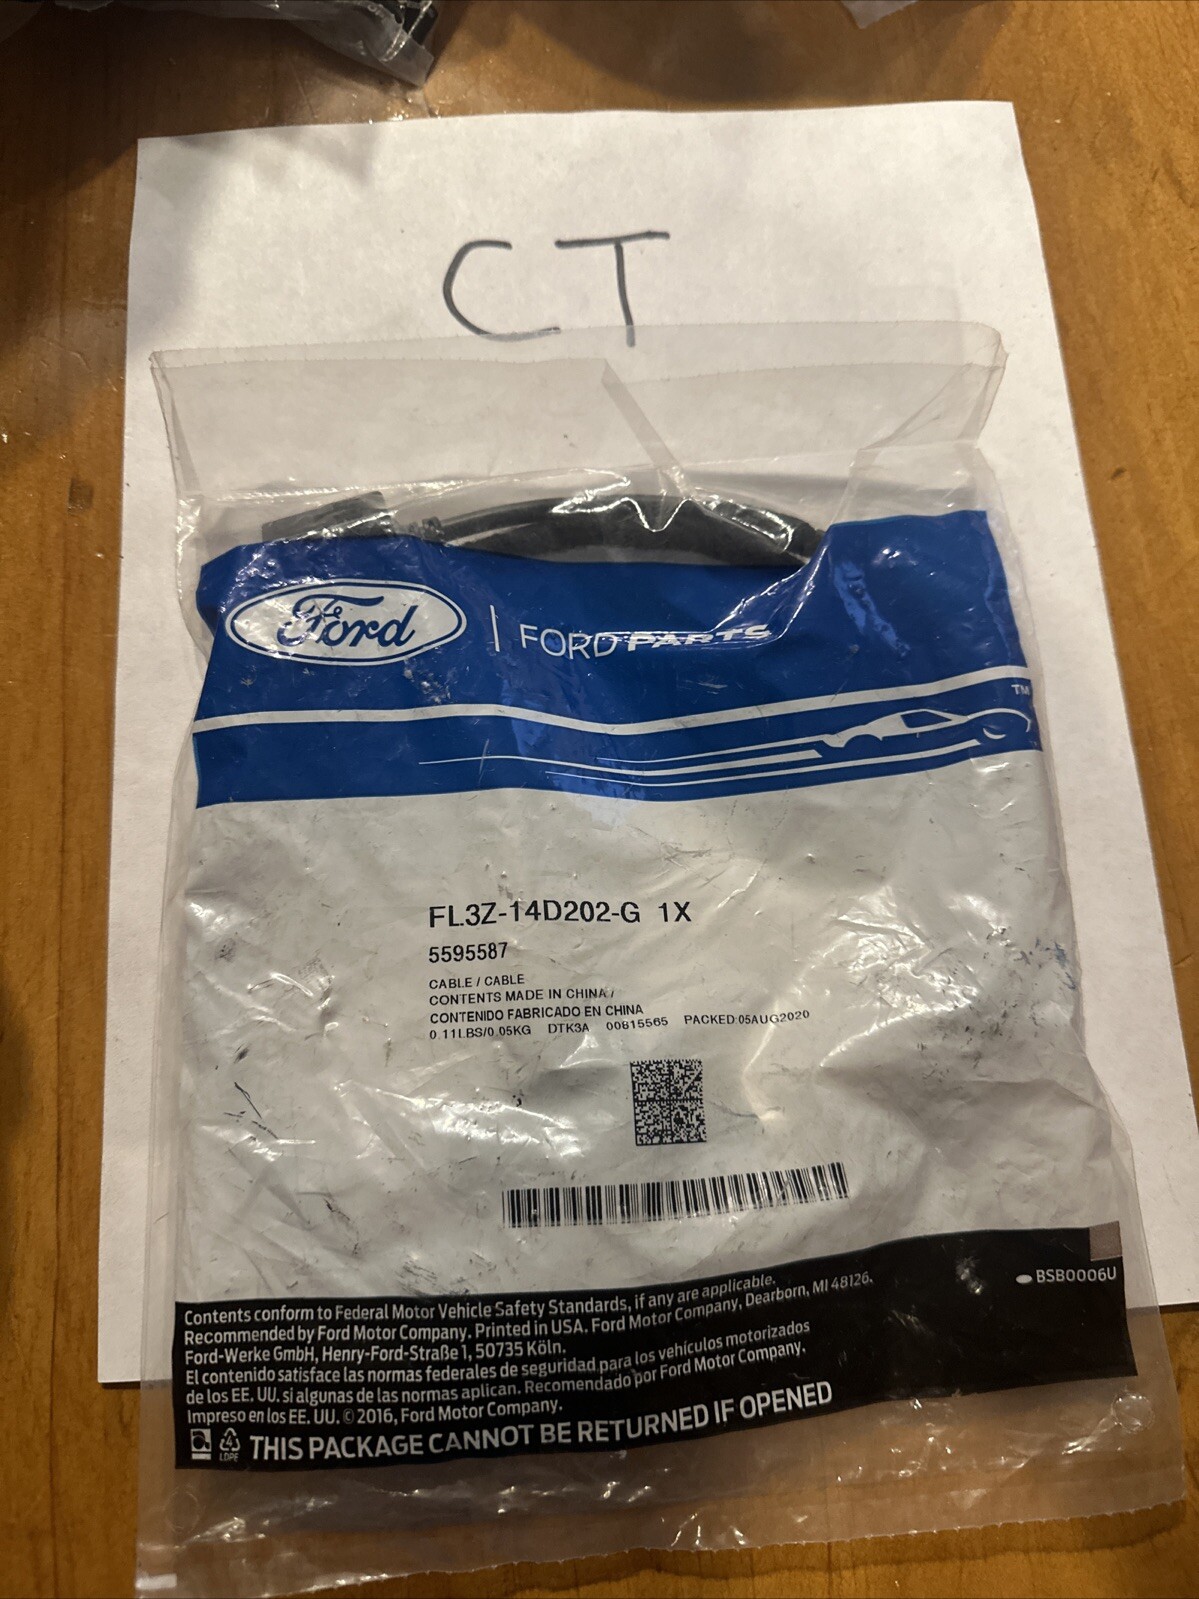 CT
Ford | FORD PARTS
TM
FL3Z-14D202-G 1X
5595587
CABLE / CABLE
CONTENTS MADE IN CHINA /
CONTENIDO FABRICADO EN CHINA
0.11LBS/0.05KG DTK3A 00815565 PACKED:05AUG2020
BSB0006U
Contents conform to Federal Motor Vehicle Safety Standards, if any are applicable.
Recommended by Ford Motor Company. Printed in USA. Ford Motor Company, Dearborn, MI 48126.
Ford-Werke GmbH, Henry-Ford-Straße 1, 50735 Köln.
El contenido satisface las normas federales de seguridad para los vehículos motorizados
de los EE. UU. si algunas de las normas aplican. Recomendado por Ford Motor Company.
Impreso en los EE. UU. © 2016, Ford Motor Company.
4
LDPE
THIS PACKAGE CANNOT BE RETURNED IF OPENED